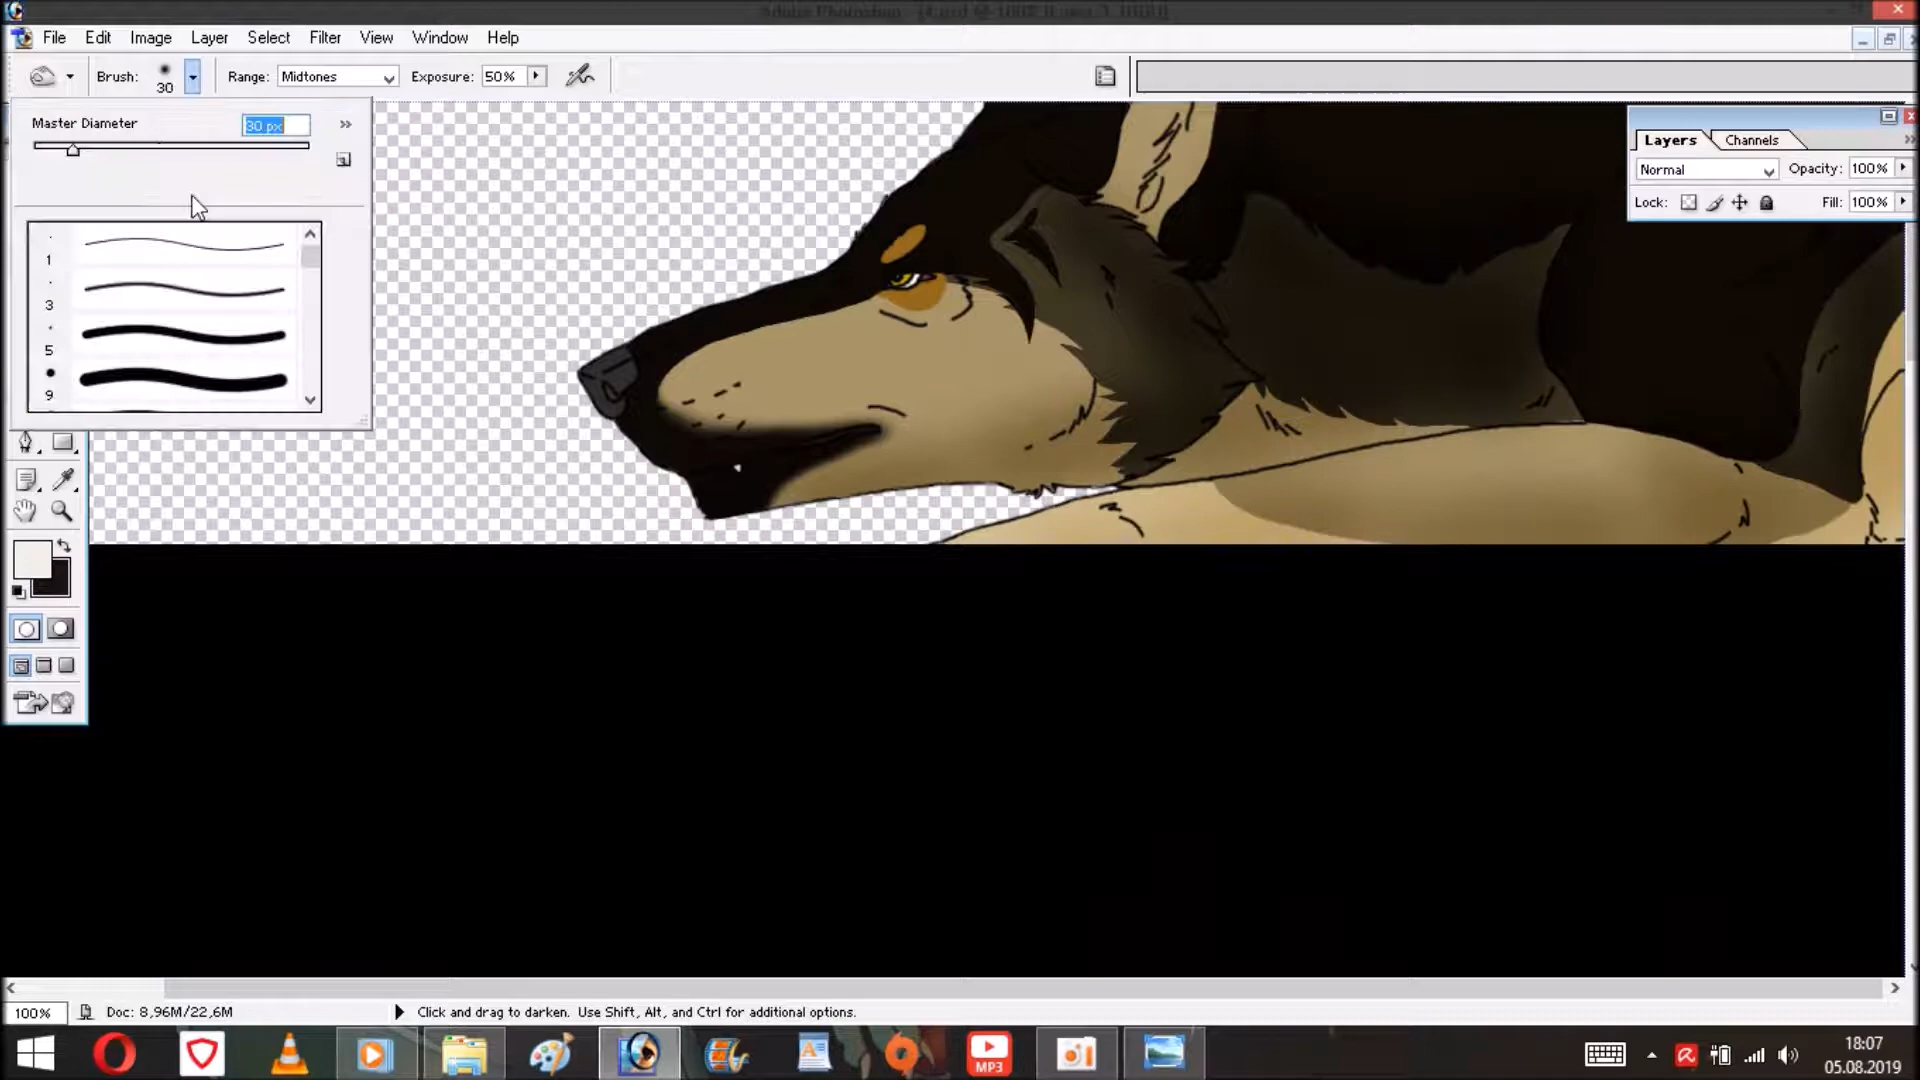 File Edit Image Layer Select Filter View Window Help
Brush: 30 Range: Midtones Exposure: 50%
Master Diameter 30 px
1
3
5
9
Layers Channels
Normal Opacity: 100%
Lock: Fill: 100%
100% Doc: 8,96M/22,6M Click and drag to darken. Use Shift, Alt, and Ctrl for additional options.
MP3
18:07
05.08.2019